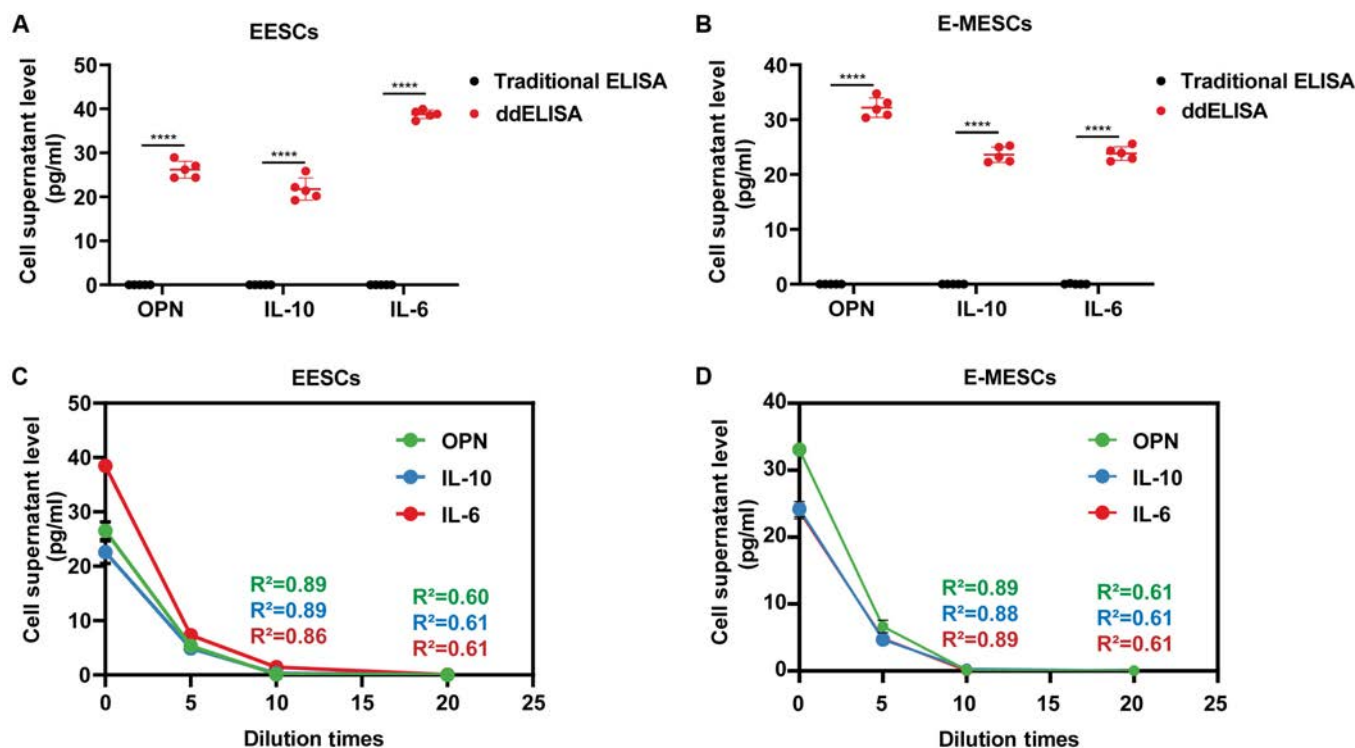 A
EESCs
Cell supernatant level
(pg/ml)
50
40
30
20
10
0
****
****
****
OPN
IL-10
IL-6
Traditional ELISA
ddELISA
B
E-MESCs
Cell supernatant level
(pg/ml)
40
30
20
10
0
****
****
****
OPN
IL-10
IL-6
Traditional ELISA
ddELISA
C
EESCs
Cell supernatant level
(pg/ml)
50
40
30
20
10
0
OPN
IL-10
IL-6
R²=0.89
R²=0.89
R²=0.86
R²=0.60
R²=0.61
R²=0.61
0 5 10 15 20 25
Dilution times
D
E-MESCs
Cell supernatant level
(pg/ml)
40
30
20
10
0
OPN
IL-10
IL-6
R²=0.89
R²=0.88
R²=0.89
R²=0.61
R²=0.61
R²=0.61
0 5 10 15 20 25
Dilution times